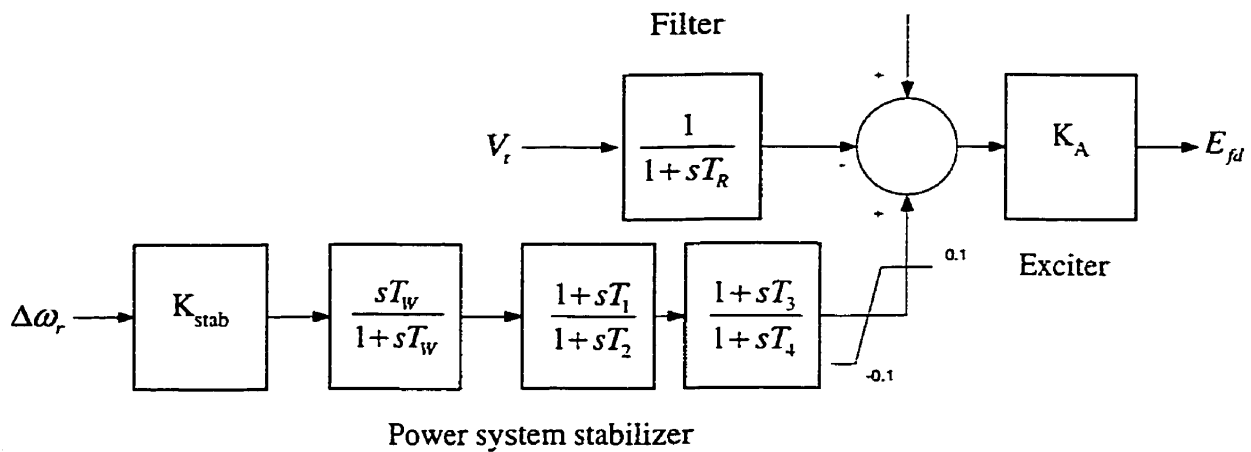 Filter
+
V_t
1
1+sT_R
-
K_A
E_fd
+
0.1
Exciter
Δω_r
K_stab
sT_W
1+sT_W
1+sT_1
1+sT_2
1+sT_3
1+sT_4
-0.1
Power system stabilizer